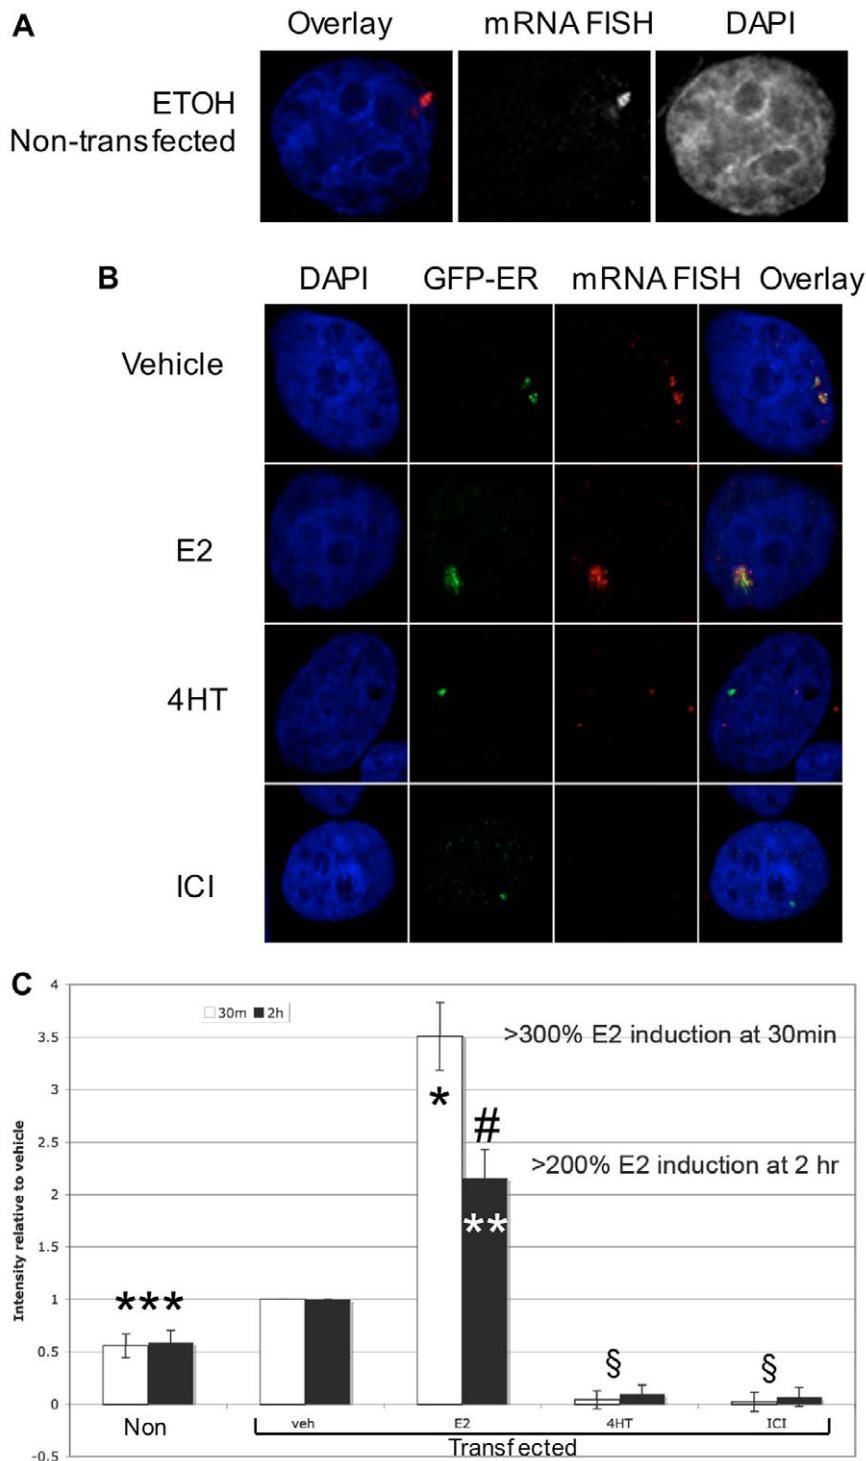 A
Overlay mRNA FISH DAPI
ETOH
Non-transfected
B
DAPI GFP-ER mRNA FISH Overlay
Vehicle
E2
4HT
ICI
C
4
30m 2h
3.5
>300% E2 induction at 30min
3
*
#
2.5
>200% E2 induction at 2 hr
2
**
1.5
Intensity relative to vehicle
1
***
0.5
§ §
0
Non veh E2 4HT ICI
Transfected
-0.5